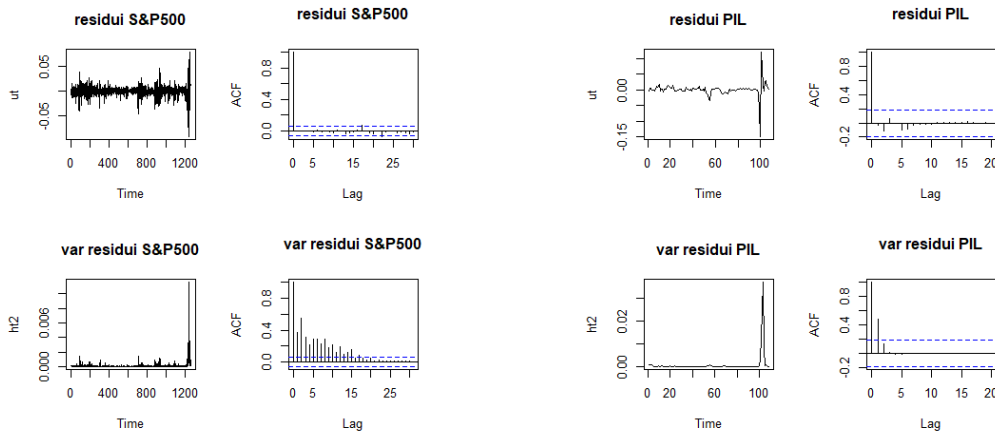 residui S&P500
ut
-0.05 0.05
0 400 800 1200
Time
residui S&P500
ACF
0.0 0.4 0.8
0 5 15 25
Lag
residui PIL
ut
-0.15 0.00
0 20 60 100
Time
residui PIL
ACF
-0.2 0.4 0.8
0 5 10 15 20
Lag
var residui S&P500
ht2
0.000 0.006
0 400 800 1200
Time
var residui S&P500
ACF
0.0 0.4 0.8
0 5 15 25
Lag
var residui PIL
ht2
0.00 0.02
0 20 60 100
Time
var residui PIL
ACF
-0.2 0.4 0.8
0 5 10 15 20
Lag